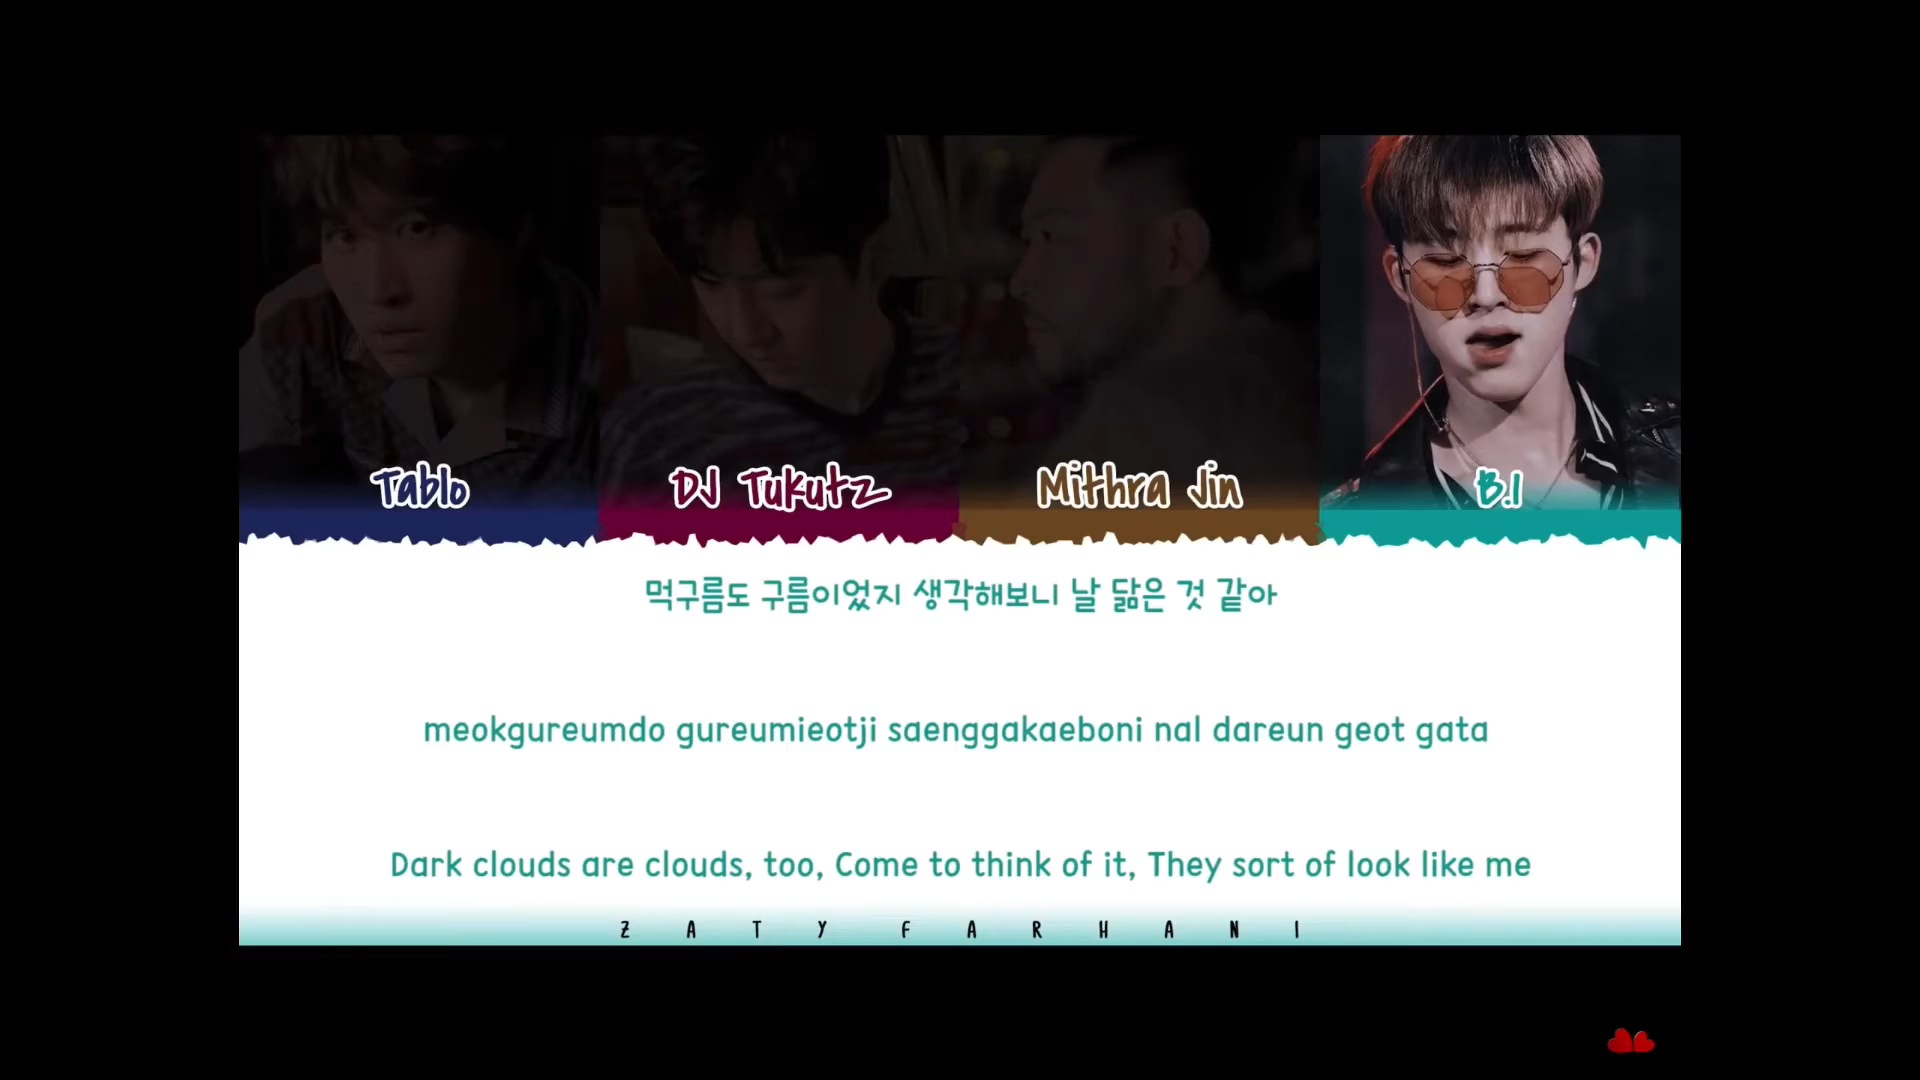 Tablo
DJ Tukutz
Mithra Jin
B.I
먹구름도 구름이었지 생각해보니 날 닮은 것 같아
meokgureumdo gureumieotji saenggakaeboni nal dareun geot gata
Dark clouds are clouds, too, Come to think of it, They sort of look like me
ZATY FARHANI